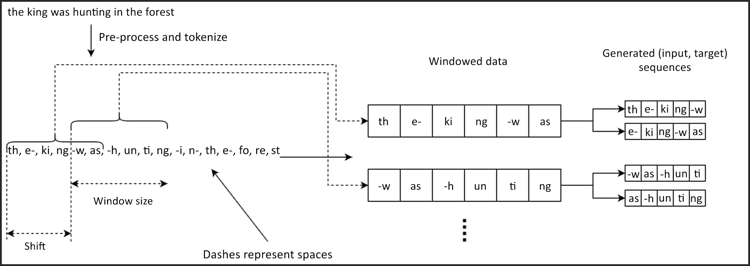 the king was hunting in the forest
Pre-process and tokenize
Windowed data
Generated (input, target)
sequences
th e- ki ng -w as
th e- ki ng -w
e- ki ng -w as
th, e-, ki, ng -w, as, -h, un, ti, ng, -i, n-, th, e-, fo, re, st
-w as -h un ti ng
-w as -h un ti
as -h un ti ng
Window size
Shift
Dashes represent spaces